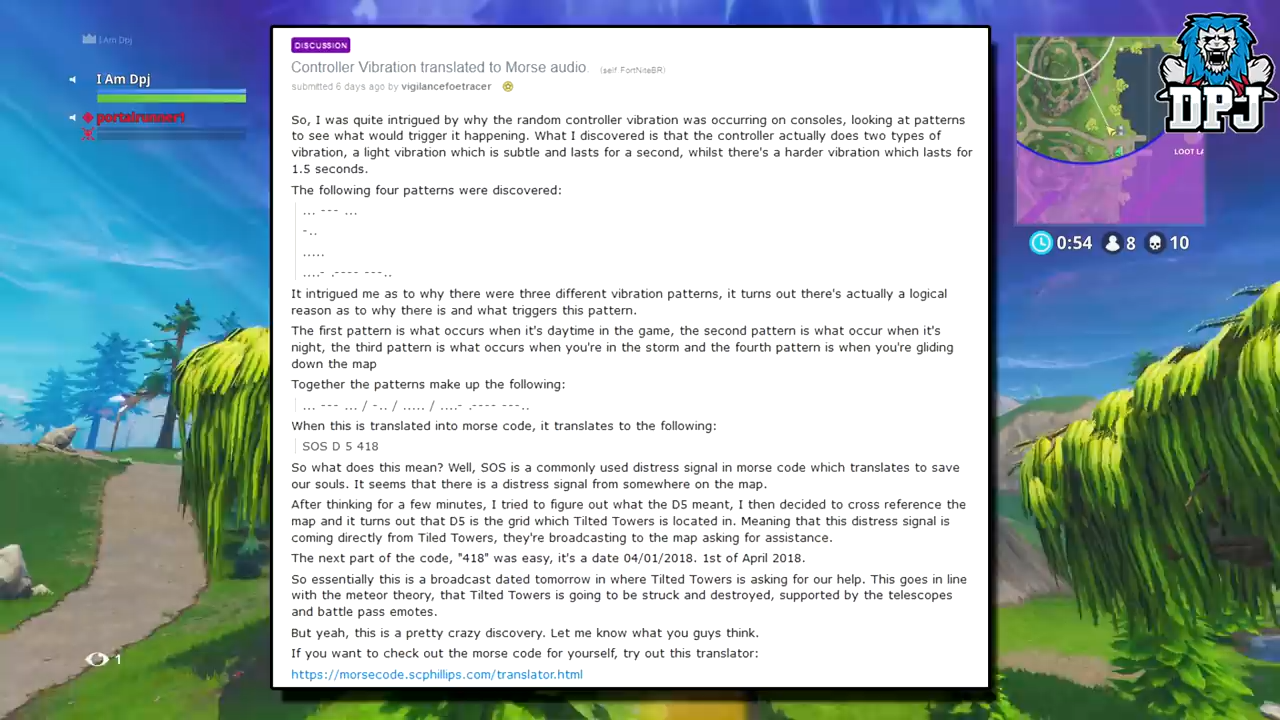 I Am Dpj
I Am Dpj
portalrunner1
DISCUSSION
Controller Vibration translated to Morse audio. (self.FortNiteBR)
submitted 6 days ago by vigilancefoetracer
So, I was quite intrigued by why the random controller vibration was occurring on consoles, looking at patterns
to see what would trigger it happening. What I discovered is that the controller actually does two types of
vibration, a light vibration which is subtle and lasts for a second, whilst there's a harder vibration which lasts for
1.5 seconds.
The following four patterns were discovered:
... --- ...
-..
.....
....- .---- ---..
It intrigued me as to why there were three different vibration patterns, it turns out there's actually a logical
reason as to why there is and what triggers this pattern.
The first pattern is what occurs when it's daytime in the game, the second pattern is what occur when it's
night, the third pattern is what occurs when you're in the storm and the fourth pattern is when you're gliding
down the map
Together the patterns make up the following:
... --- ... / -.. / ..... / ....- .---- ---..
When this is translated into morse code, it translates to the following:
SOS D 5 418
So what does this mean? Well, SOS is a commonly used distress signal in morse code which translates to save
our souls. It seems that there is a distress signal from somewhere on the map.
After thinking for a few minutes, I tried to figure out what the D5 meant, I then decided to cross reference the
map and it turns out that D5 is the grid which Tilted Towers is located in. Meaning that this distress signal is
coming directly from Tiled Towers, they're broadcasting to the map asking for assistance.
The next part of the code, "418" was easy, it's a date 04/01/2018. 1st of April 2018.
So essentially this is a broadcast dated tomorrow in where Tilted Towers is asking for our help. This goes in line
with the meteor theory, that Tilted Towers is going to be struck and destroyed, supported by the telescopes
and battle pass emotes.
But yeah, this is a pretty crazy discovery. Let me know what you guys think.
If you want to check out the morse code for yourself, try out this translator:
https://morsecode.scphillips.com/translator.html
DPJ
LOOT LA
0:54 8 10
1